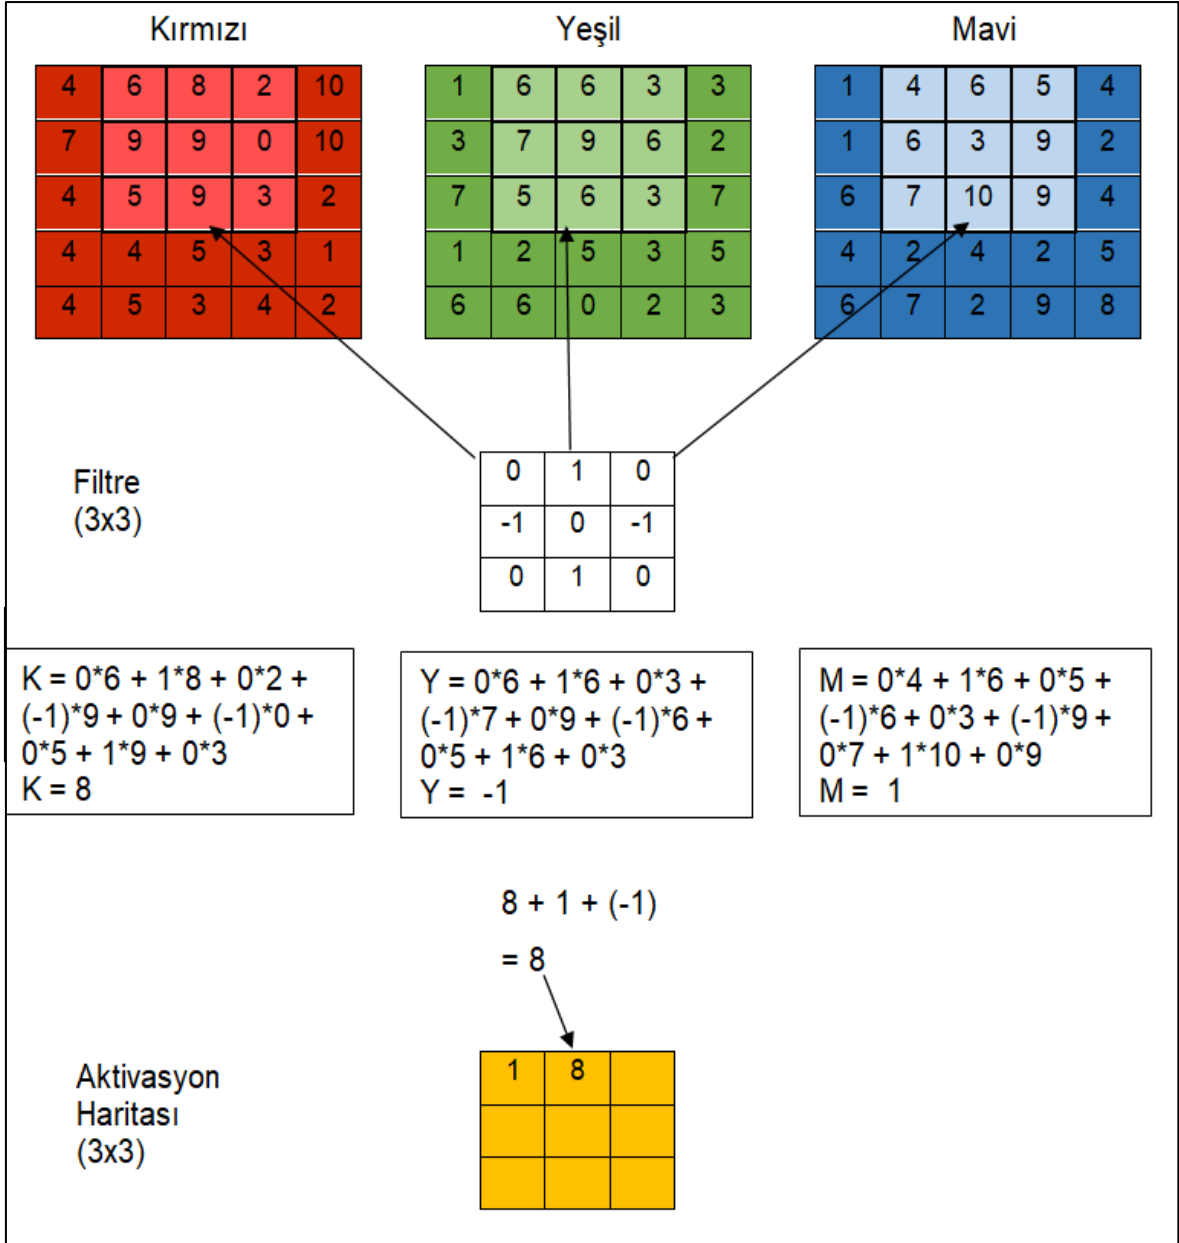 Kırmızı Yeşil Mavi
4 6 8 2 10 1 6 6 3 3 1 4 6 5 4
7 9 9 0 10 3 7 9 6 2 1 6 3 9 2
4 5 9 3 2 7 5 6 3 7 6 7 10 9 4
4 4 5 3 1 1 2 5 3 5 4 2 4 2 5
4 5 3 4 2 6 6 0 2 3 6 7 2 9 8
Filtre
(3x3)
0 1 0
-1 0 -1
0 1 0
K = 0*6 + 1*8 + 0*2 +
(-1)*9 + 0*9 + (-1)*0 +
0*5 + 1*9 + 0*3
K = 8
Y = 0*6 + 1*6 + 0*3 +
(-1)*7 + 0*9 + (-1)*6 +
0*5 + 1*6 + 0*3
Y = -1
M = 0*4 + 1*6 + 0*5 +
(-1)*6 + 0*3 + (-1)*9 +
0*7 + 1*10 + 0*9
M = 1
8 + 1 + (-1)
= 8
Aktivasyon
Haritası
(3x3)
1 8